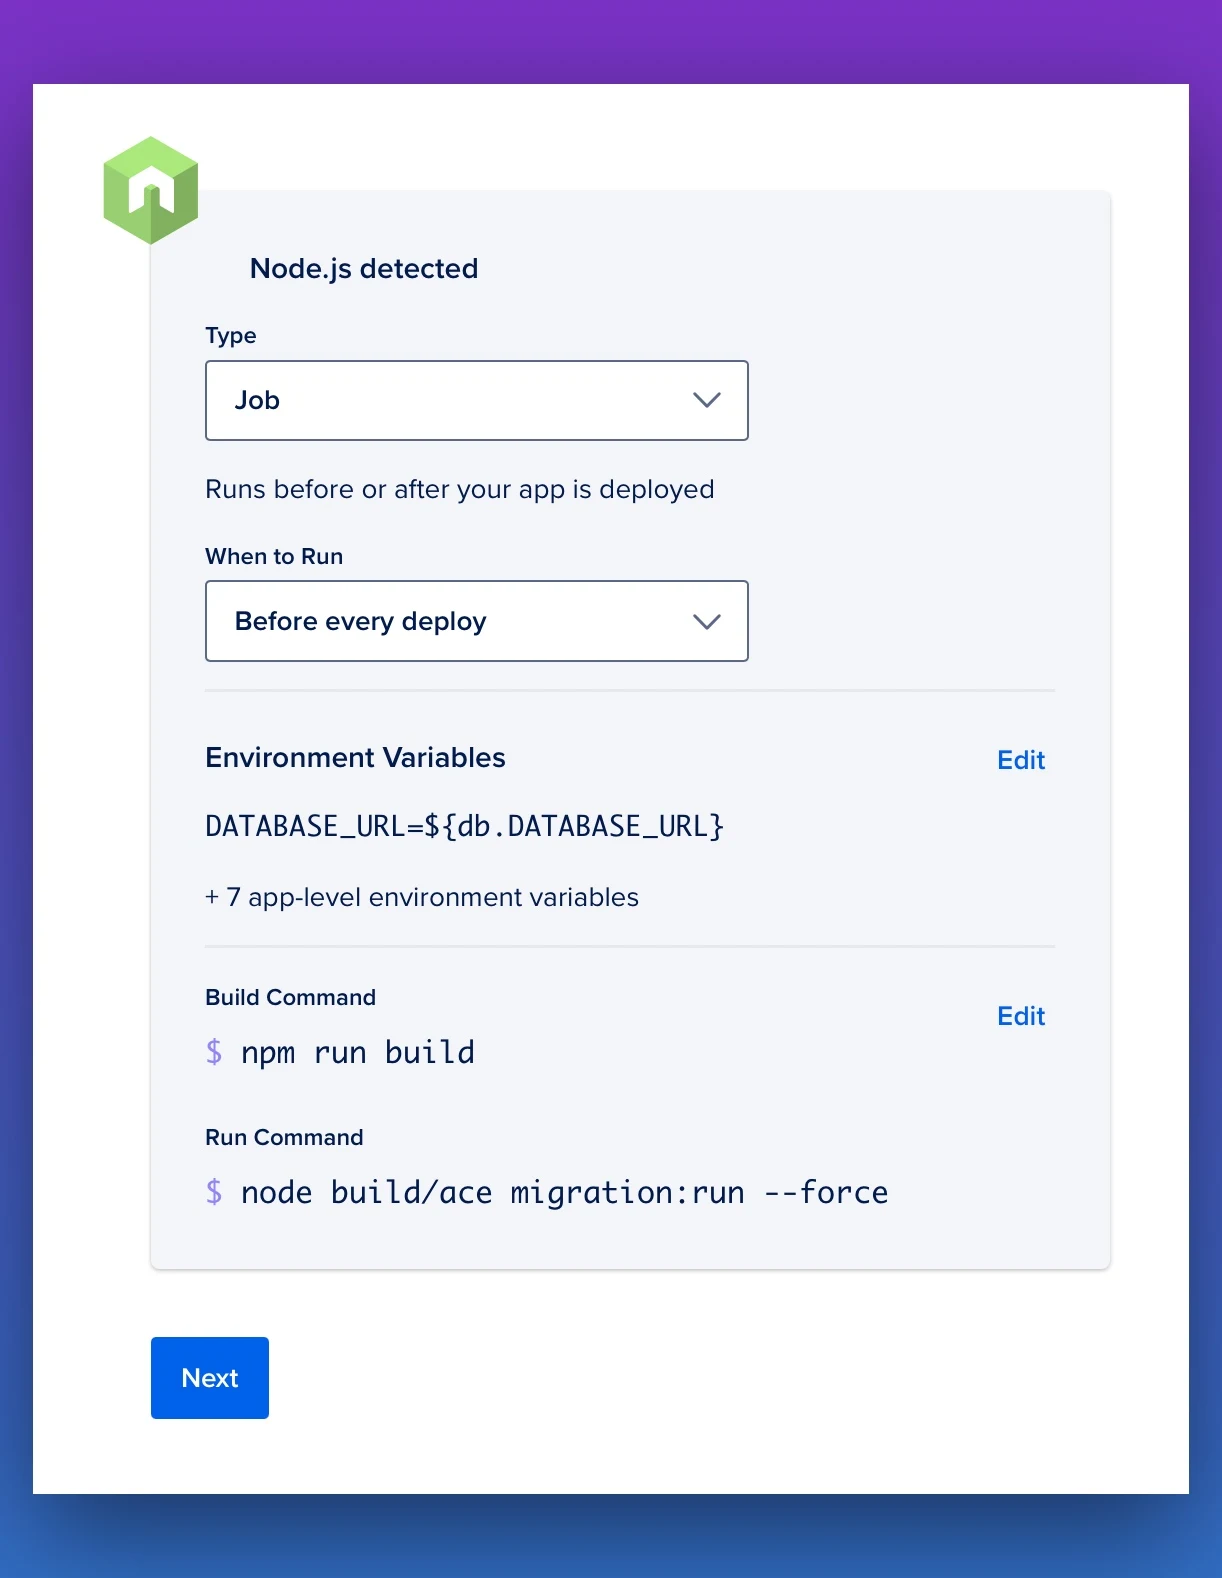 Node.js detected
Type
Job
Runs before or after your app is deployed
When to Run
Before every deploy
Environment Variables
Edit
DATABASE_URL=${db.DATABASE_URL}
+ 7 app-level environment variables
Build Command
Edit
$ npm run build
Run Command
$ node build/ace migration:run --force
Next